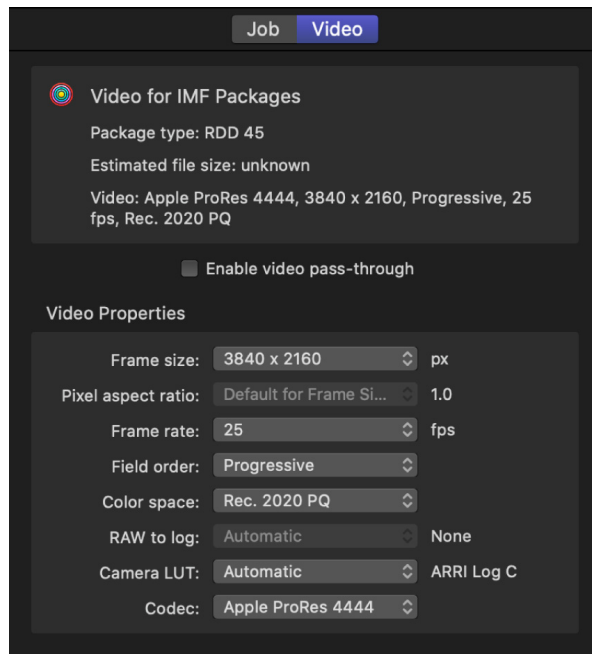 Job Video
Video for IMF Packages
Package type: RDD 45
Estimated file size: unknown
Video: Apple ProRes 4444, 3840 x 2160, Progressive, 25
fps, Rec. 2020 PQ
Enable video pass-through
Video Properties
Frame size: 3840 x 2160 px
Pixel aspect ratio: Default for Frame Si... 1.0
Frame rate: 25 fps
Field order: Progressive
Color space: Rec. 2020 PQ
RAW to log: Automatic None
Camera LUT: Automatic ARRI Log C
Codec: Apple ProRes 4444